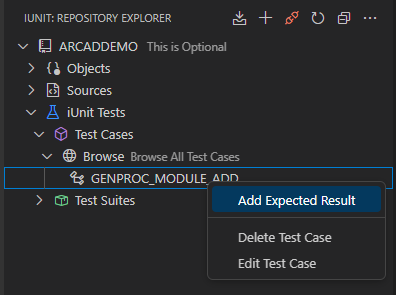 IUNIT: REPOSITORY EXPLORER
ARCADDEMO This is Optional
Objects
Sources
iUnit Tests
Test Cases
Browse Browse All Test Cases
GENPROC_MODULE_ADD
Add Expected Result
Test Suites
Delete Test Case
Edit Test Case